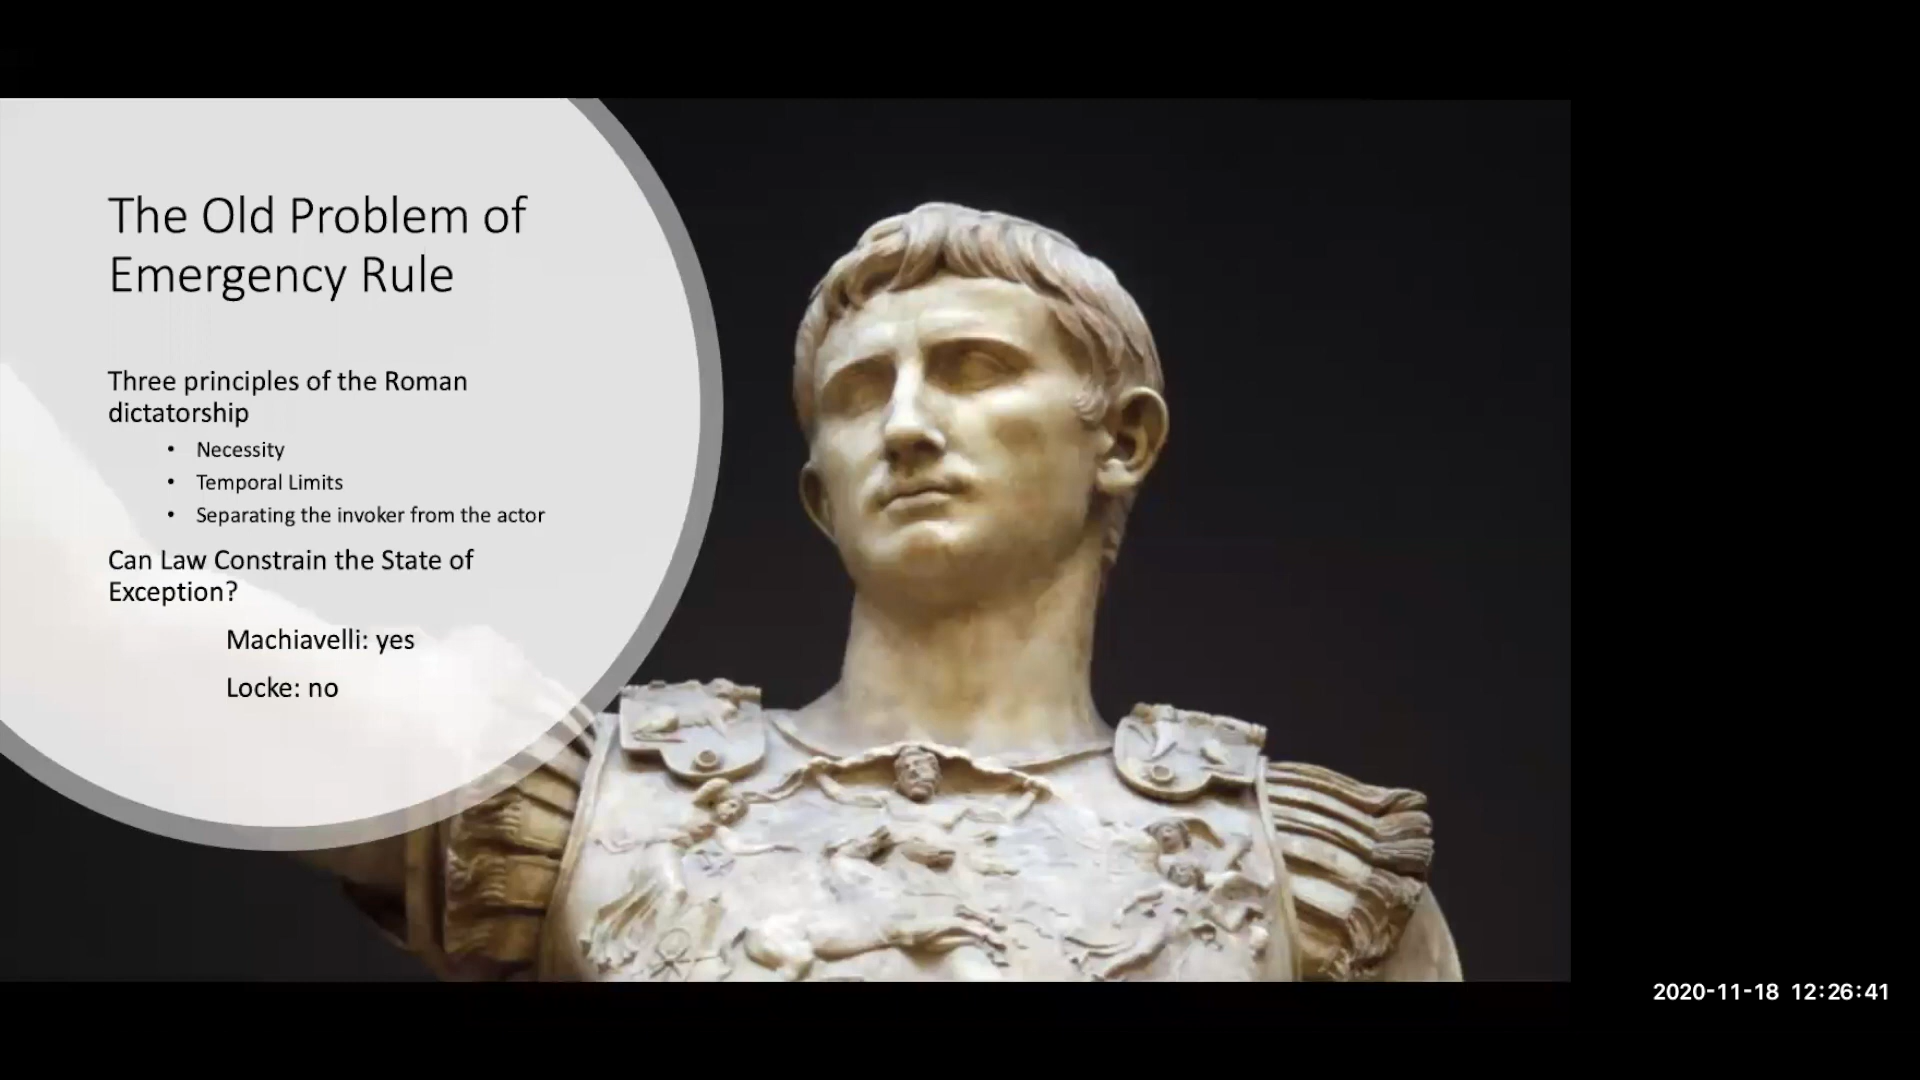 The Old Problem of
Emergency Rule
Three principles of the Roman
dictatorship
• Necessity
• Temporal Limits
• Separating the invoker from the actor
Can Law Constrain the State of
Exception?
Machiavelli: yes
Locke: no
2020-11-18 12:26:41